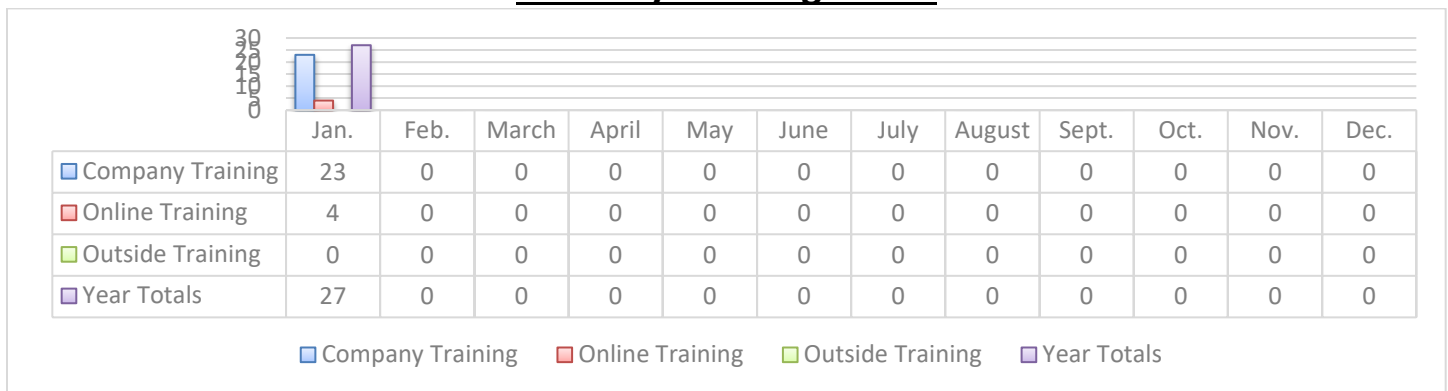 30
25
20
15
10
5
0
Jan. Feb. March April May June July August Sept. Oct. Nov. Dec.
Company Training 23 0 0 0 0 0 0 0 0 0 0 0
Online Training 4 0 0 0 0 0 0 0 0 0 0 0
Outside Training 0 0 0 0 0 0 0 0 0 0 0 0
Year Totals 27 0 0 0 0 0 0 0 0 0 0 0
Company Training Online Training Outside Training Year Totals